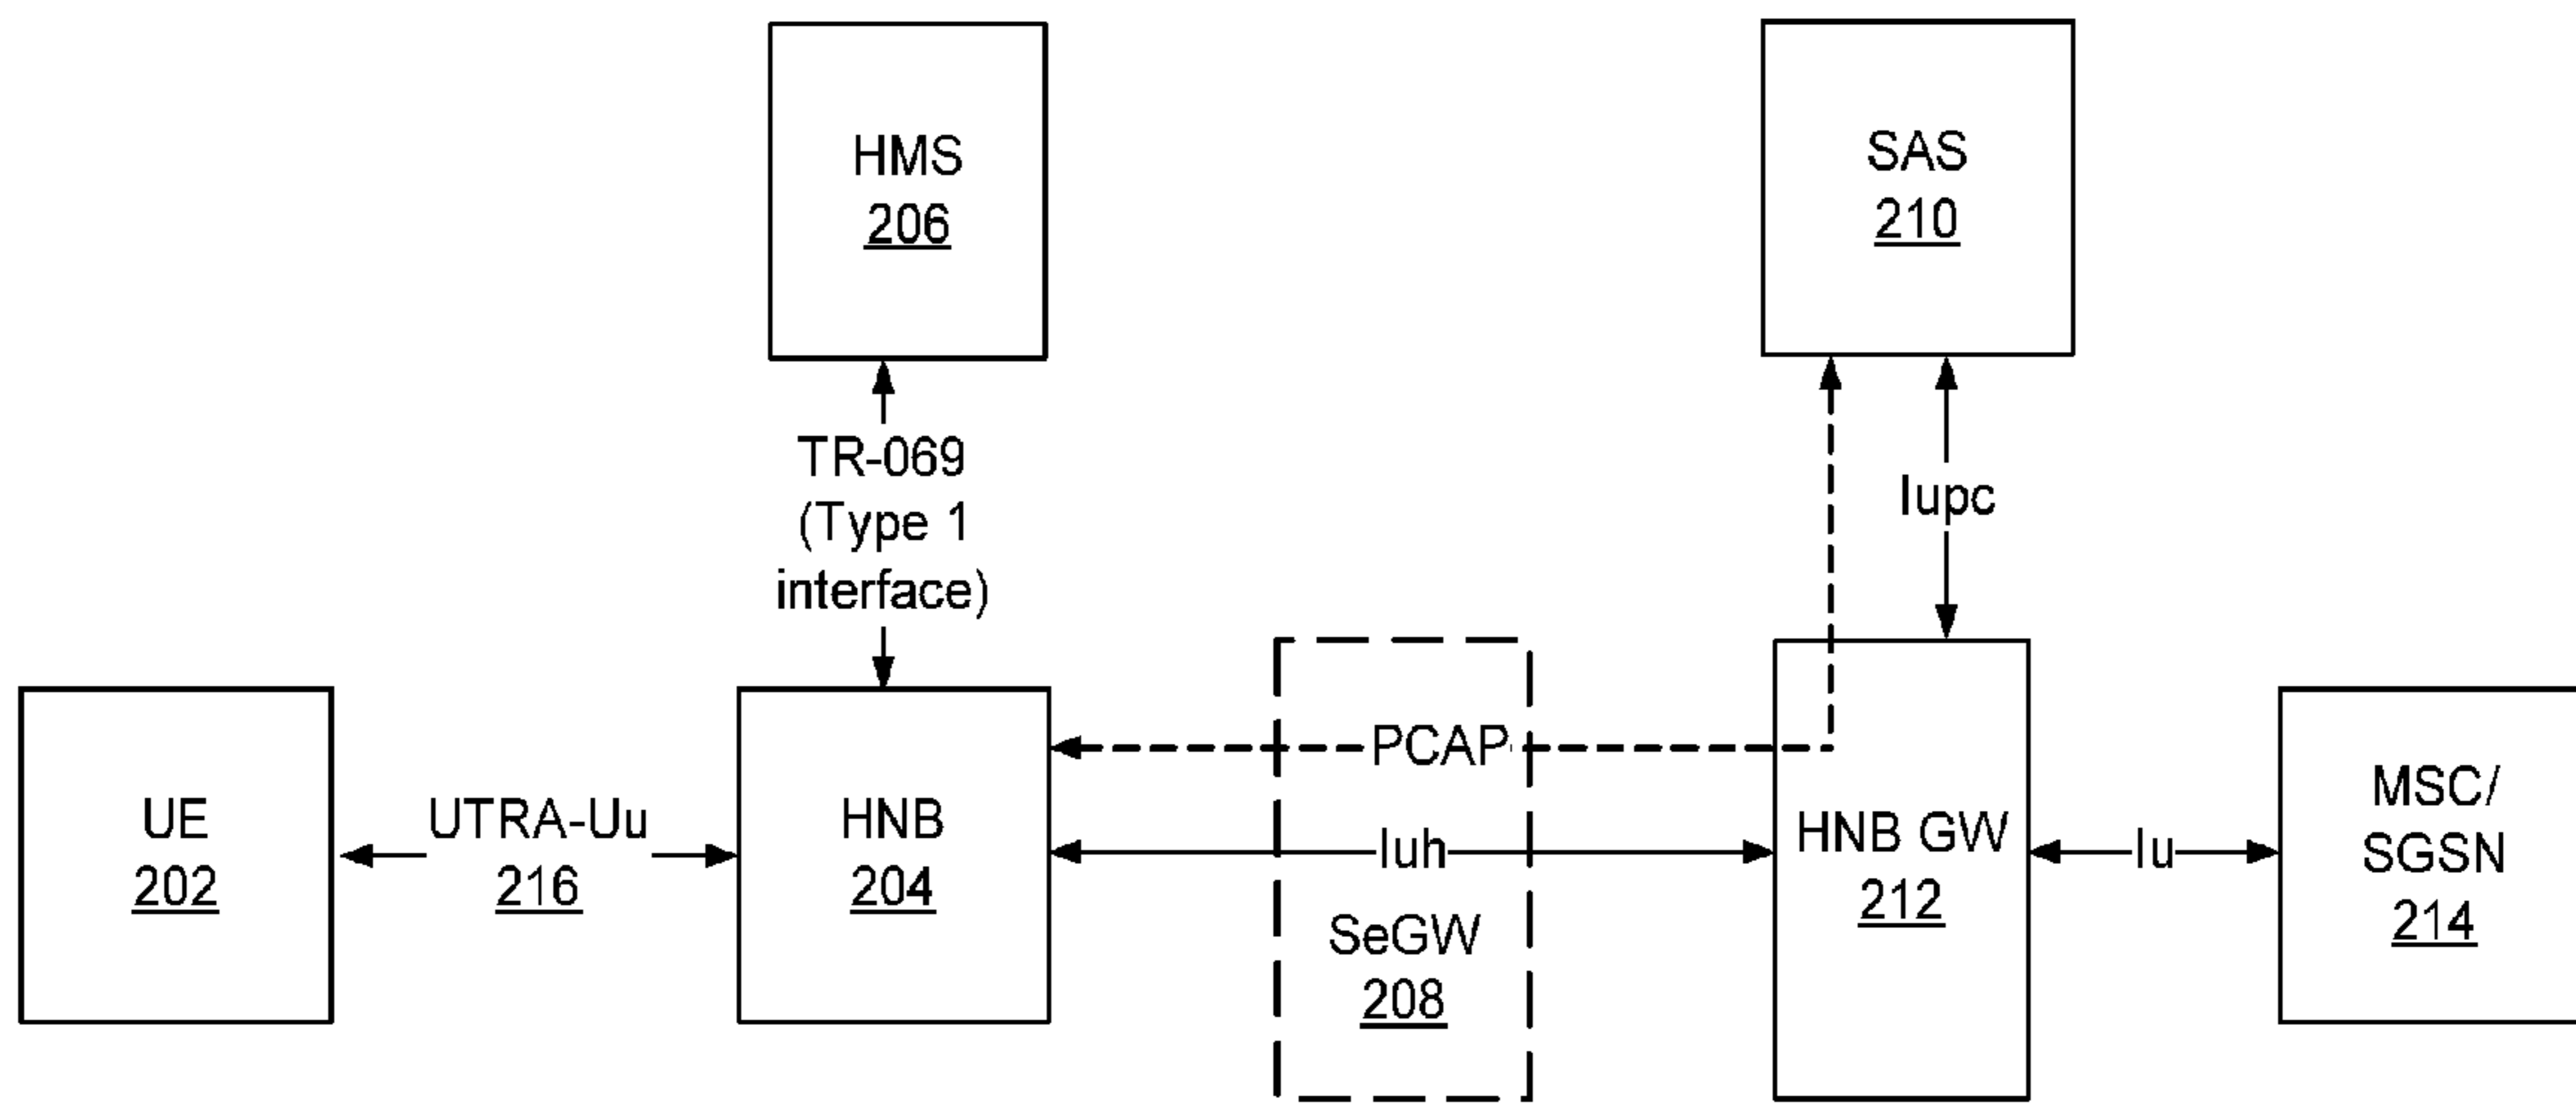 HMS
206
SAS
210
TR-069
(Type 1
interface)
Iupc
UE
202
UTRA-Uu
216
HNB
204
PCAP
Iuh
SeGW
208
HNB GW
212
Iu
MSC/
SGSN
214